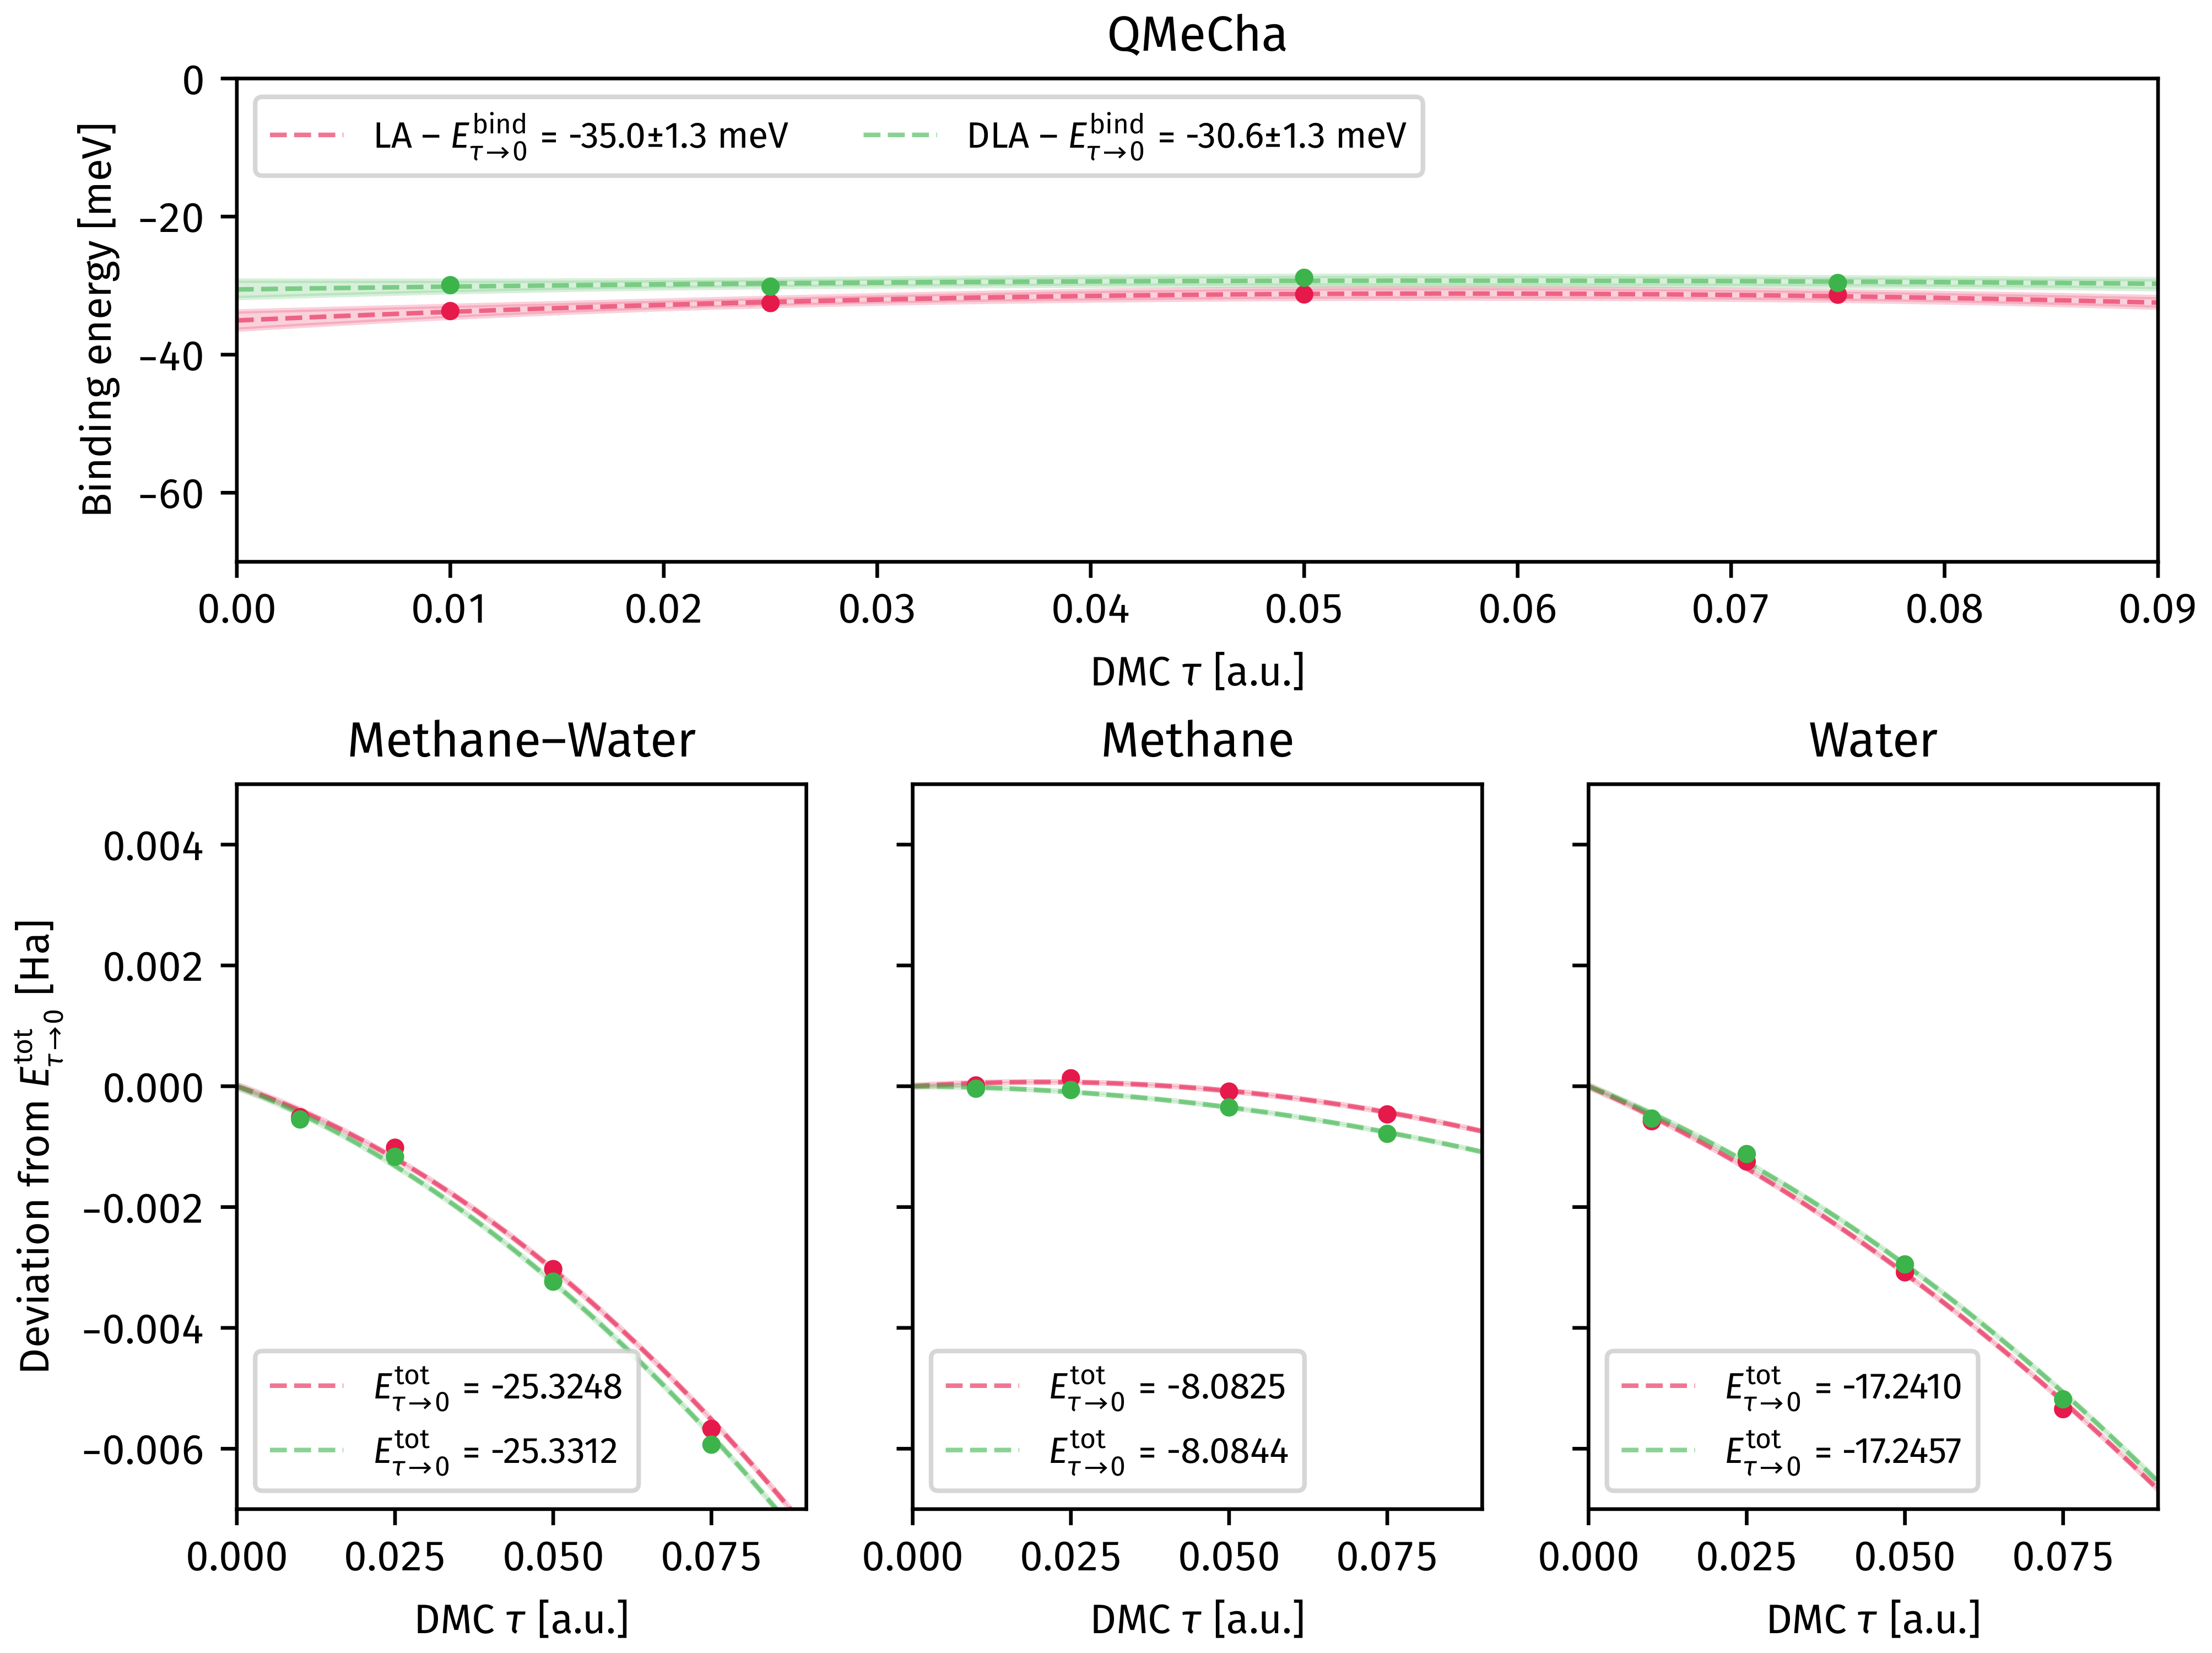 QMeCha
LA – E^bind_τ→0 = -35.0±1.3 meV
DLA – E^bind_τ→0 = -30.6±1.3 meV
Binding energy [meV]
0
−20
−40
−60
0.00 0.01 0.02 0.03 0.04 0.05 0.06 0.07 0.08 0.09
DMC τ [a.u.]
Methane–Water
Methane
Water
Deviation from E^tot_τ→0 [Ha]
0.004
0.002
0.000
−0.002
−0.004
−0.006
E^tot_τ→0 = -25.3248
E^tot_τ→0 = -25.3312
E^tot_τ→0 = -8.0825
E^tot_τ→0 = -8.0844
E^tot_τ→0 = -17.2410
E^tot_τ→0 = -17.2457
0.000 0.025 0.050 0.075
0.000 0.025 0.050 0.075
0.000 0.025 0.050 0.075
DMC τ [a.u.]
DMC τ [a.u.]
DMC τ [a.u.]